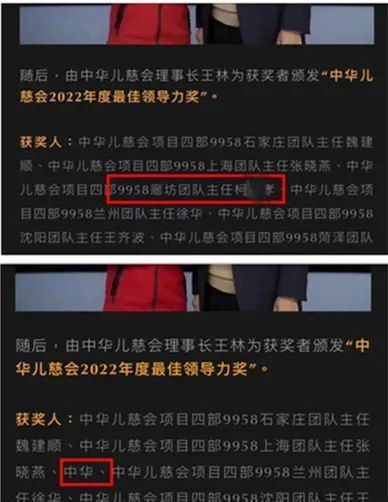 随后，由中华儿慈会理事长王林为获奖者颁发“中华儿
慈会2022年度最佳领导力奖”。
获奖人：中华儿慈会项目四部9958石家庄团队主任魏建
顺、中华儿慈会项目四部9958上海团队主任张晓燕、中华
儿慈会项目四部9958廊坊团队主任柯 孝、中华儿慈会项
目四部9958兰州团队主任徐华、中华儿慈会项目四部9958
沈阳团队主任王齐波、中华儿慈会项目四部9958菏泽团队
随后，由中华儿慈会理事长王林为获奖者颁发“中
华儿慈会2022年度最佳领导力奖”。
获奖人：中华儿慈会项目四部9958石家庄团队主任
魏建顺、中华儿慈会项目四部9958上海团队主任张
晓燕、中华、中华儿慈会项目四部9958兰州团队主
任徐华、中华儿慈会项目四部9958沈阳团队主任王